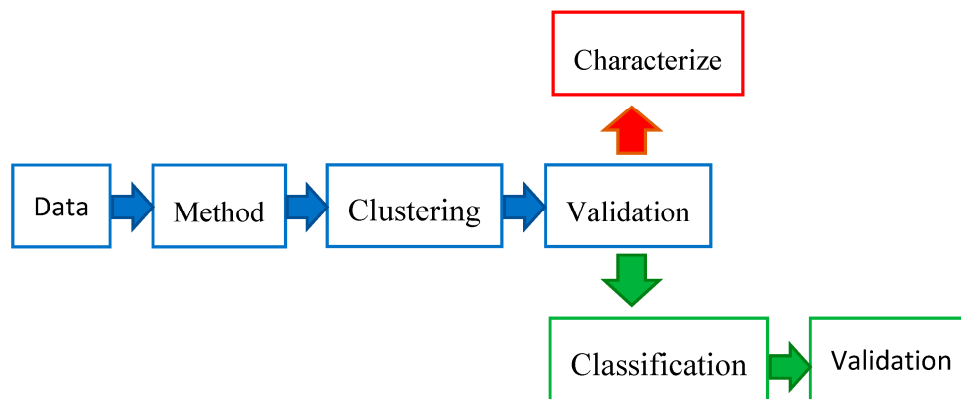 Characterize
Data
Method
Clustering
Validation
Classification
Validation